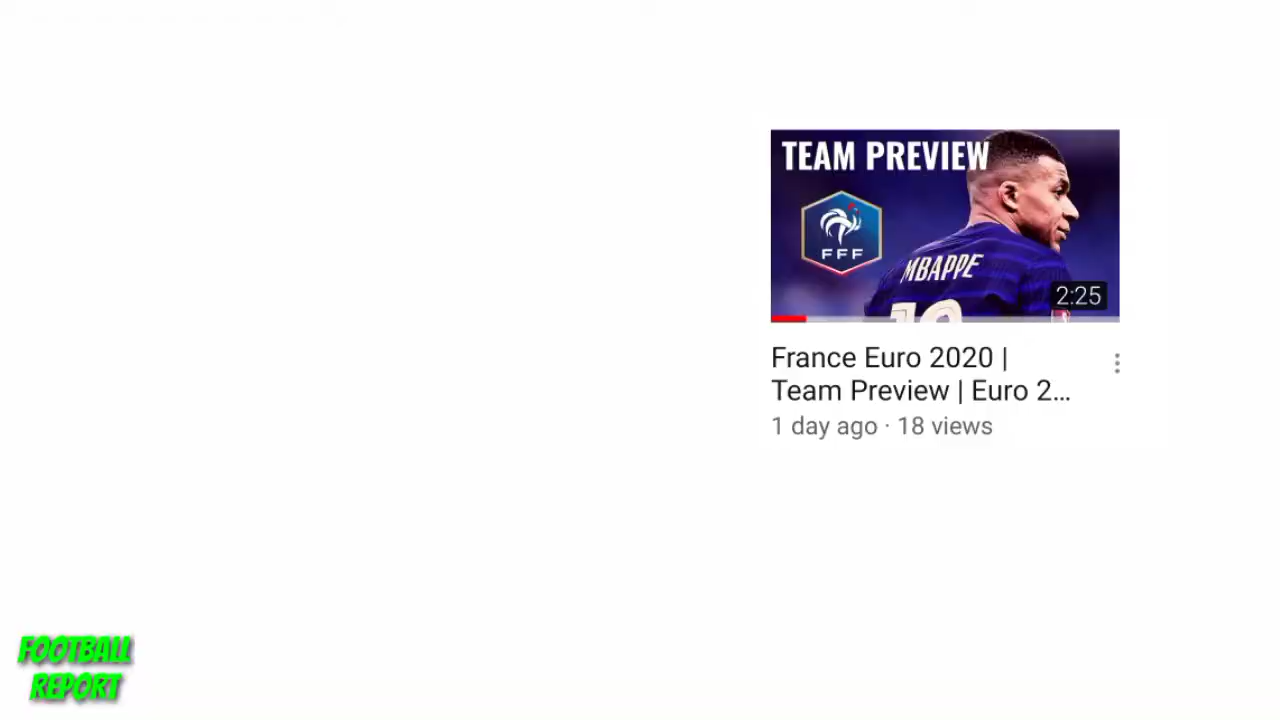 TEAM PREVIEW
FFF
MBAPPE
10
2:25
France Euro 2020 |
Team Preview | Euro 2...
1 day ago · 18 views
FOOTBALL
REPORT